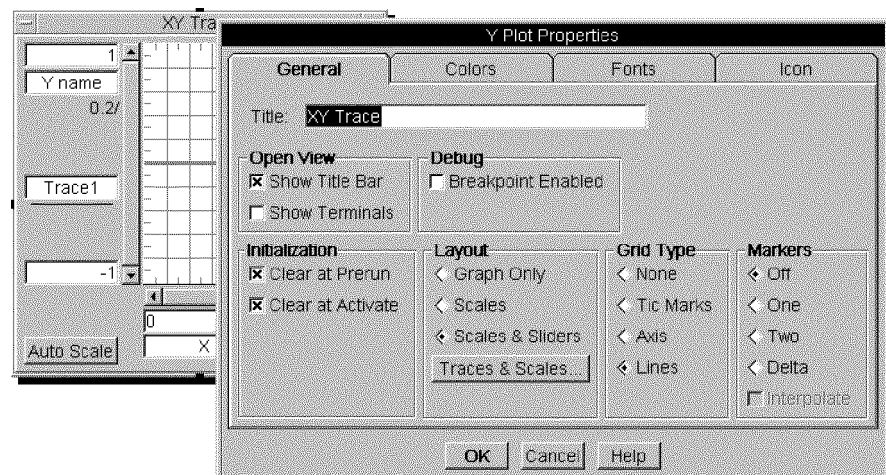 XY Tra
1
Y name
0.2/
Trace1
-1
0
Auto Scale
X
Y Plot Properties
General Colors Fonts Icon
Title: XY Trace
Open View Debug
Show Title Bar Breakpoint Enabled
Show Terminals
Initialization Layout Grid Type Markers
Clear at Prerun Graph Only None Off
Clear at Activate Scales Tic Marks One
Scales & Sliders Axis Two
Traces & Scales... Lines Delta
Interpolate
OK Cancel Help